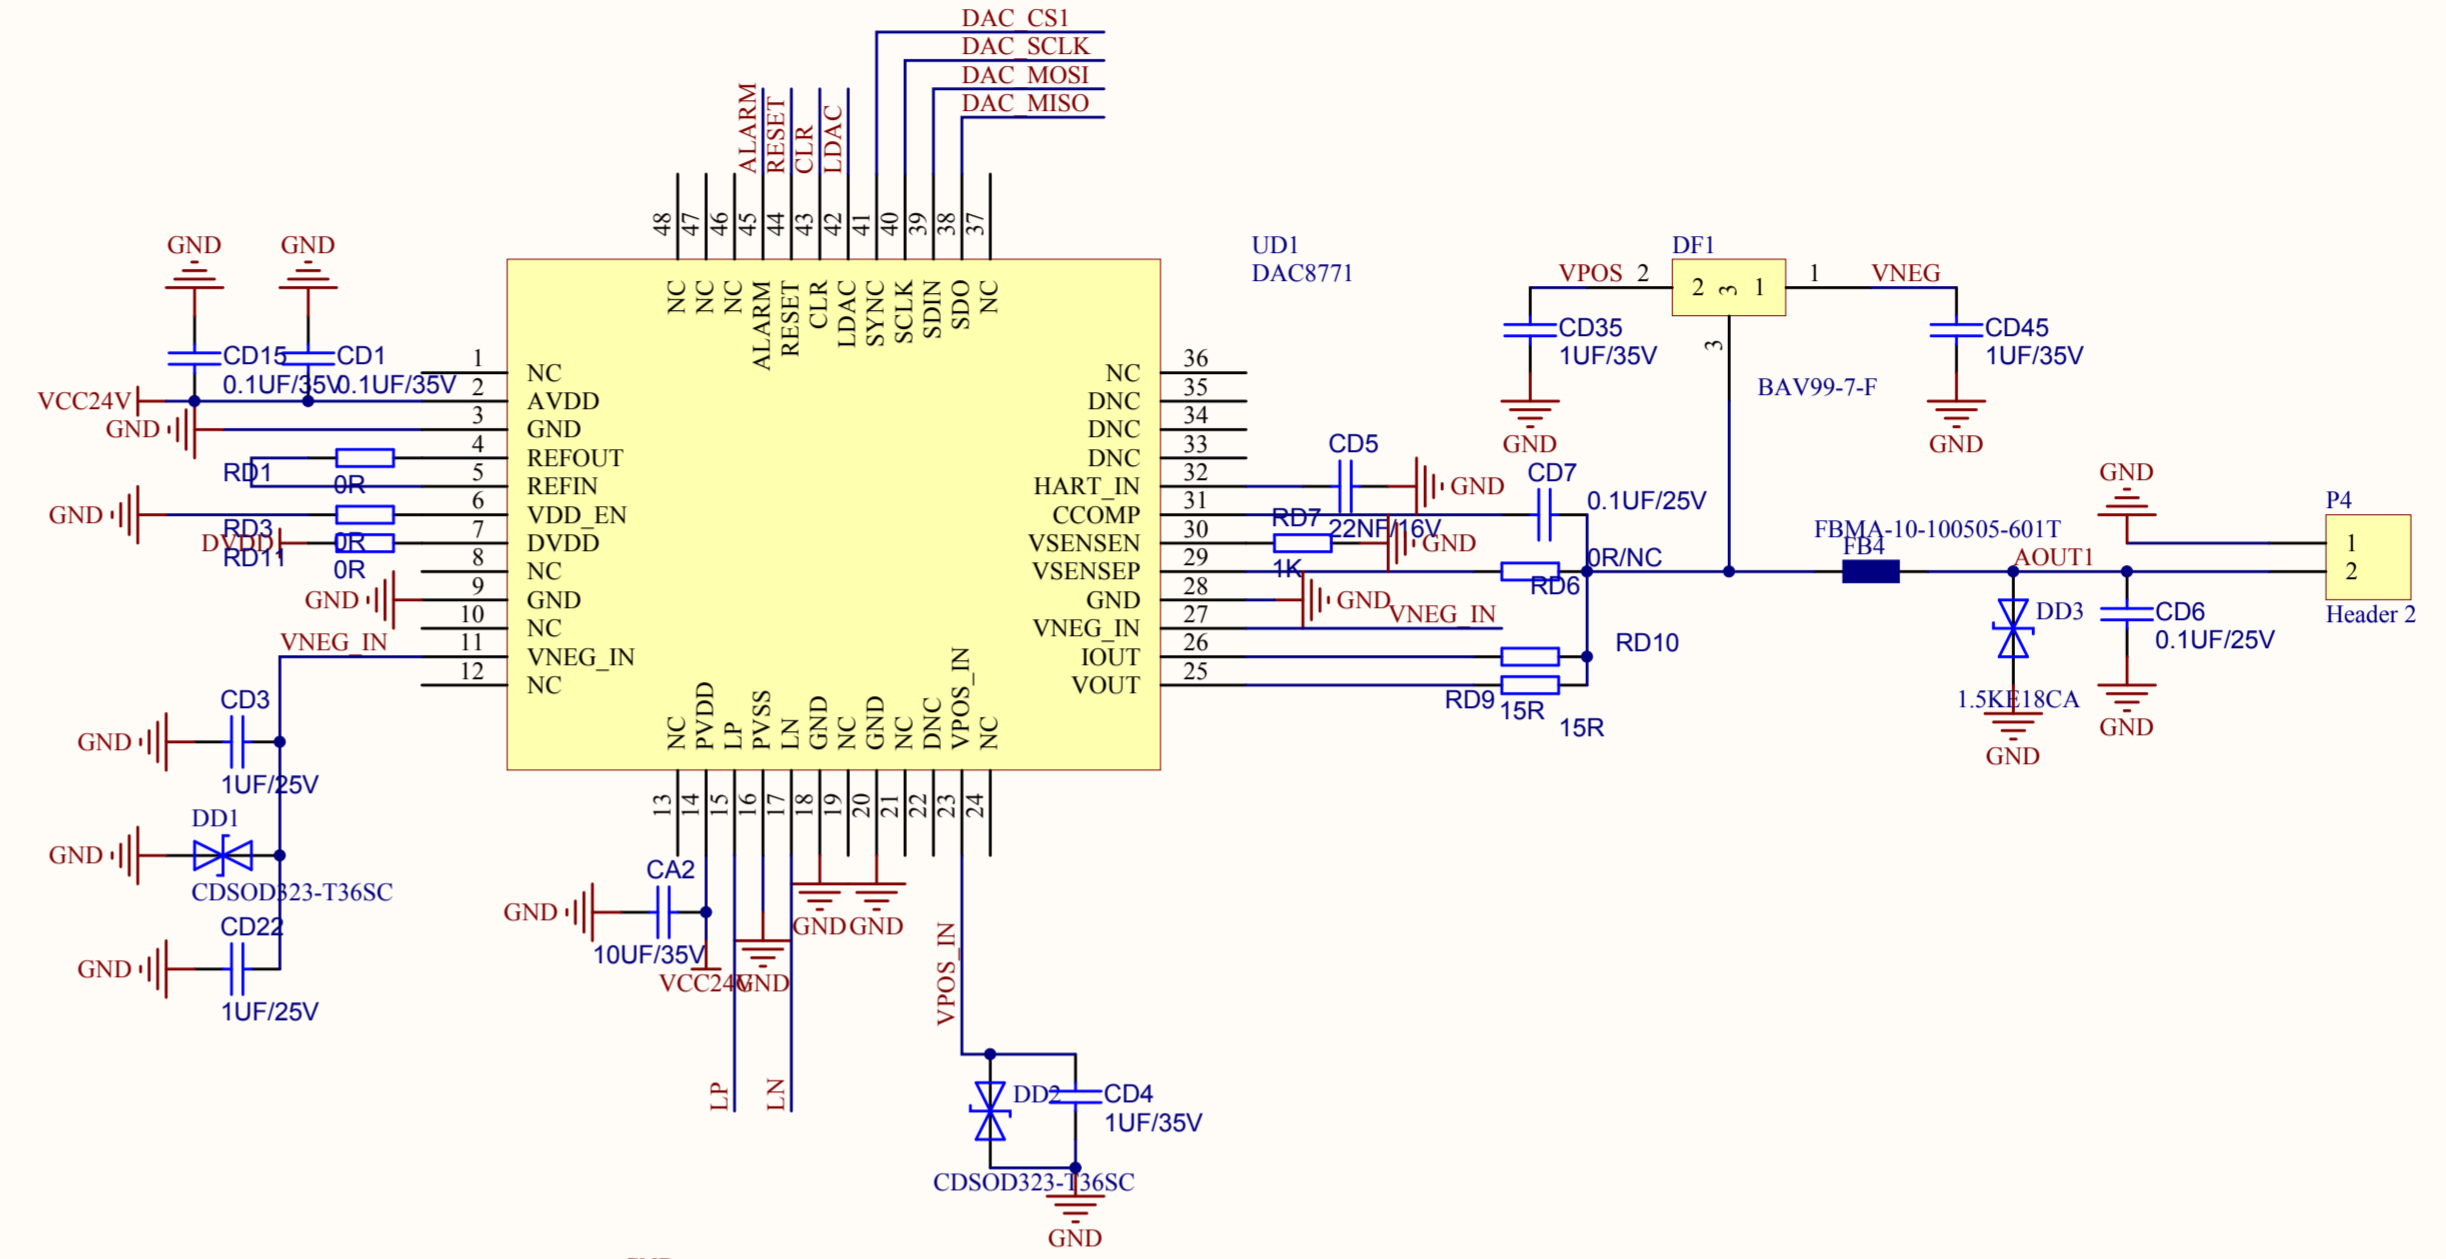 DAC_CS1
DAC_SCLK
DAC_MOSI
DAC_MISO
ALARM
RESET
CLR
LDAC
48
47
46
45
44
43
42
41
40
39
38
37
NC
NC
NC
ALARM
RESET
CLR
LDAC
SYNC
SCLK
SDIN
SDO
NC
UD1
DAC8771
GND
GND
CD15
0.1UF/35V
CD1
0.1UF/35V
VCC24V
GND
RD1
0R
GND
RD3
0R
DVDD
RD11
0R
GND
VNEG_IN
1
2
3
4
5
6
7
8
9
10
11
12
NC
AVDD
GND
REFOUT
REFIN
VDD_EN
DVDD
NC
GND
NC
VNEG_IN
NC
NC
DNC
DNC
DNC
HART_IN
CCOMP
VSENSEN
VSENSEP
GND
VNEG_IN
IOUT
VOUT
36
35
34
33
32
31
30
29
28
27
26
25
NC
PVDD
LP
PVSS
LN
GND
NC
GND
NC
DNC
VPOS_IN
NC
13
14
15
16
17
18
19
20
21
22
23
24
CD3
GND
1UF/25V
DD1
GND
CDSOD323-T36SC
CD22
GND
1UF/25V
CA2
GND
10UF/35V
VCC24V
GND
GND
GND
LP
LN
VPOS_IN
DD2
CD4
1UF/35V
CDSOD323-T36SC
GND
CD5
GND
22NF/16V
CD7
0.1UF/25V
RD7
1K
GND
0R/NC
RD6
GND
VNEG_IN
RD10
RD9
15R
15R
DF1
VPOS
2
2
3
1
1
VNEG
3
CD35
1UF/35V
GND
BAV99-7-F
CD45
1UF/35V
GND
FBMA-10-100505-601T
FB4
AOUT1
GND
P4
1
2
Header 2
DD3
1.5KE18CA
GND
CD6
0.1UF/25V
GND